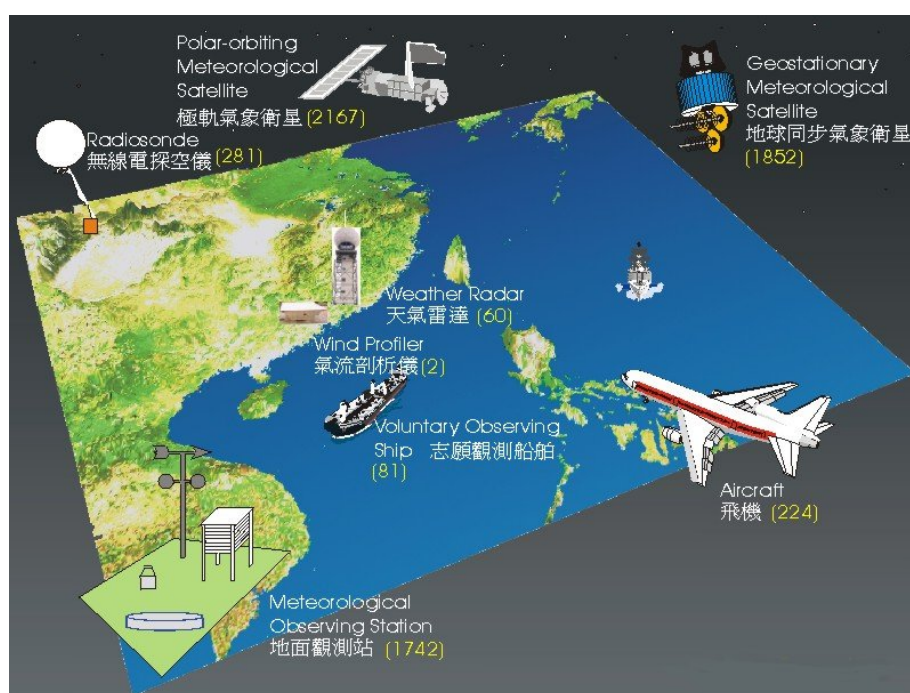 Polar-orbiting
Meteorological
Satellite
極軌氣象衛星(2167)
Geostationary
Meteorological
Satellite
地球同步氣象衛星
(1852)
Radiosonde
無線電探空儀(281)
Weather Radar
天氣雷達(60)
Wind Profiler
氣流剖析儀(2)
Voluntary Observing
Ship 志願觀測船舶
(81)
Aircraft
飛機 (224)
Meteorological
Observing Station
地面觀測站 (1742)